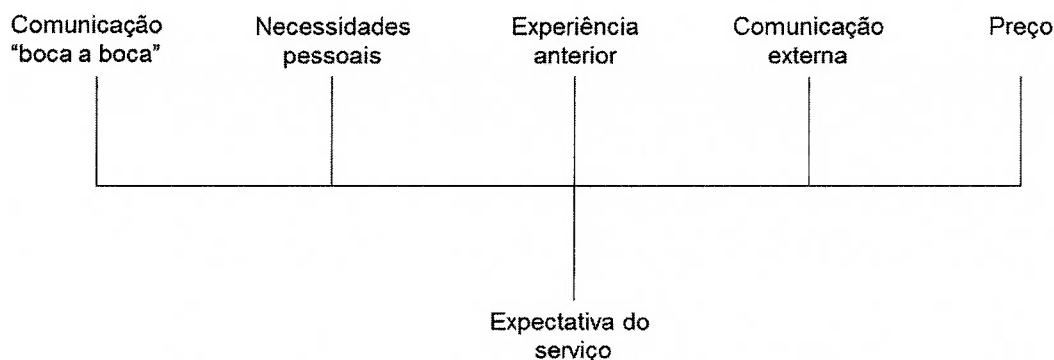 Comunicação
"boca a boca"
Necessidades
pessoais
Experiência
anterior
Comunicação
externa
Preço
Expectativa do
serviço